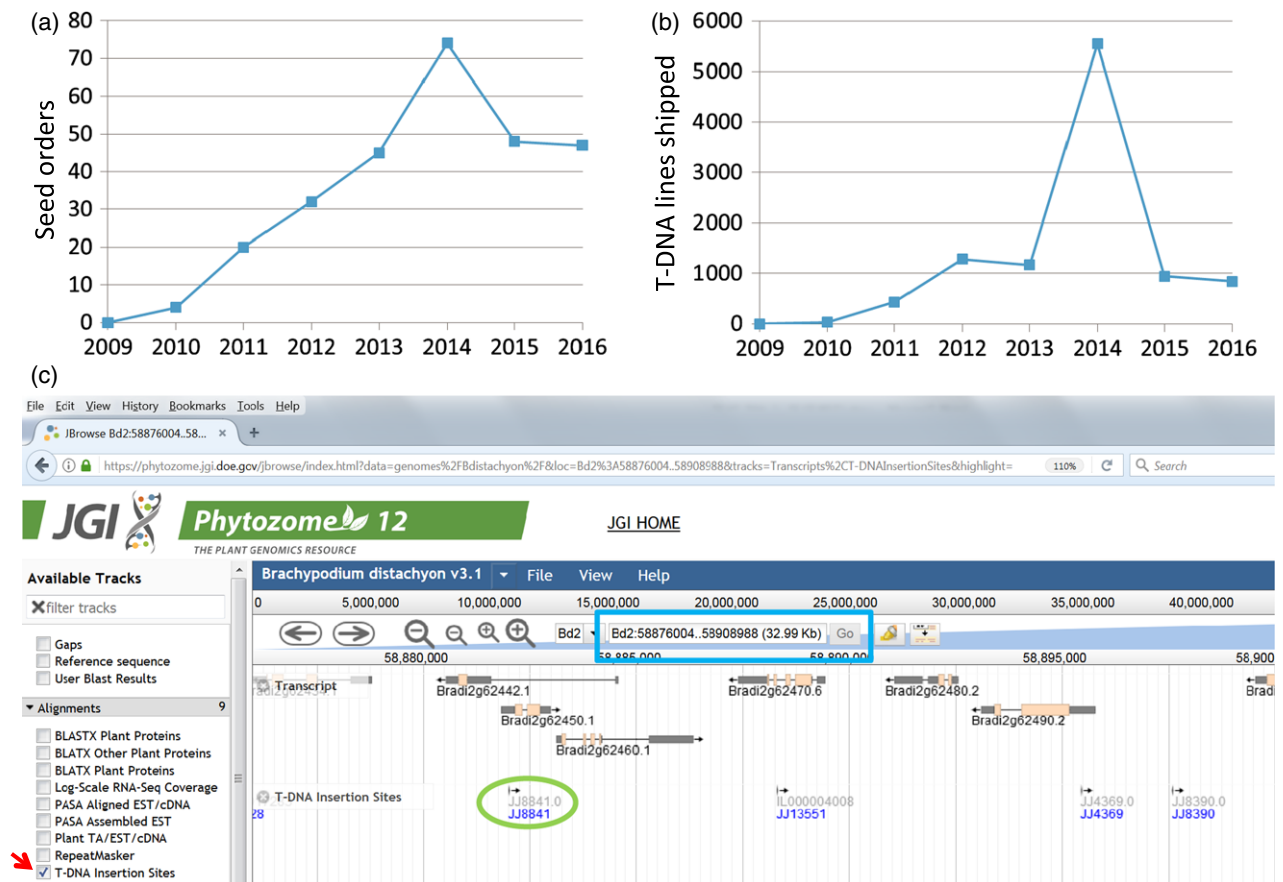 (a)
80
70
60
50
40
30
20
10
0
Seed orders
2009 2010 2011 2012 2013 2014 2015 2016
(b)
6000
5000
4000
3000
2000
1000
0
T-DNA lines shipped
2009 2010 2011 2012 2013 2014 2015 2016
(c)
File Edit View History Bookmarks Tools Help
JBrowse Bd2:58876004..58... × +
https://phytozome.jgi.doe.gov/jbrowse/index.html?data=genomes%2FBdistachyon%2F&loc=Bd2%3A58876004..58908988&tracks=Transcripts%2CT-DNAInsertionSites&highlight= 110% Search
JGI Phytozome 12
THE PLANT GENOMICS RESOURCE
JGI HOME
Available Tracks
filter tracks
Gaps
Reference sequence
User Blast Results
Alignments 9
BLASTX Plant Proteins
BLATX Other Plant Proteins
BLATX Plant Proteins
Log-Scale RNA-Seq Coverage
PASA Aligned EST/cDNA
PASA Assembled EST
Plant TA/EST/cDNA
RepeatMasker
T-DNA Insertion Sites
Brachypodium distachyon v3.1 File View Help
0 5,000,000 10,000,000 15,000,000 20,000,000 25,000,000 30,000,000 35,000,000 40,000,000
Bd2 Bd2:58876004..58908988 (32.99 Kb) Go
58,880,000 58,885,000 58,890,000 58,895,000 58,900
Transcript
Bradi2g62442.1 Bradi2g62470.6 Bradi2g62480.2 Bradi
Bradi2g62450.1 Bradi2g62490.2
Bradi2g62460.1
T-DNA Insertion Sites
JJ8841.0 IL000004008 JJ4369.0 JJ8390.0
28 JJ8841 JJ13551 JJ4369 JJ8390